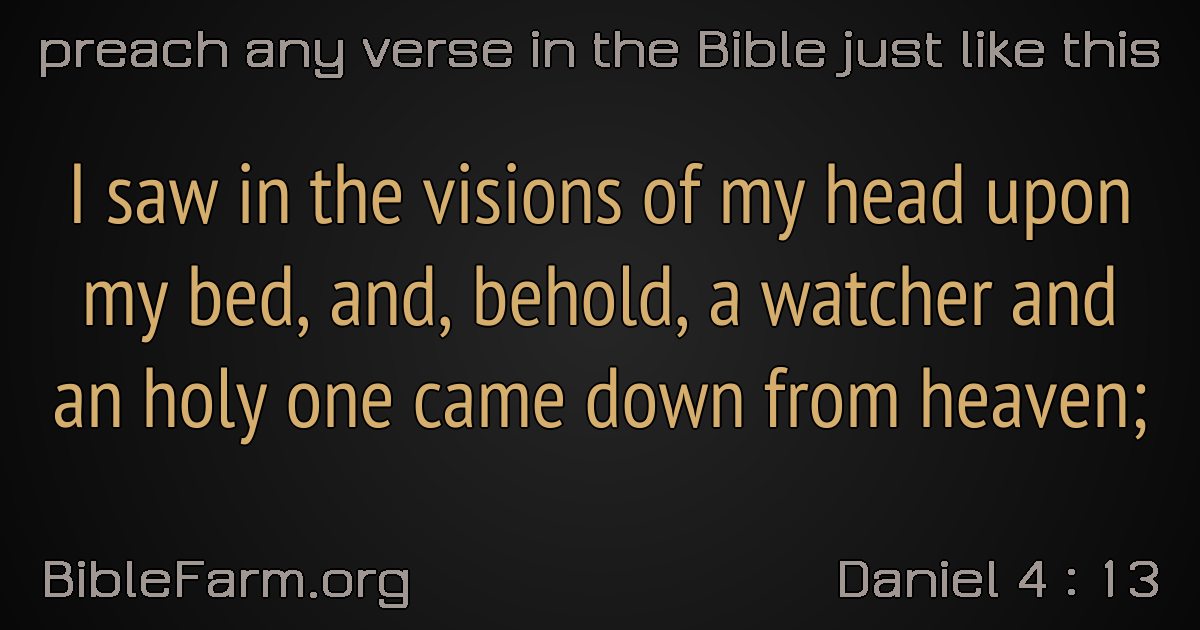 preach any verse in the Bible just like this
I saw in the visions of my head upon
my bed, and, behold, a watcher and
an holy one came down from heaven;
BibleFarm.org
Daniel 4 : 13